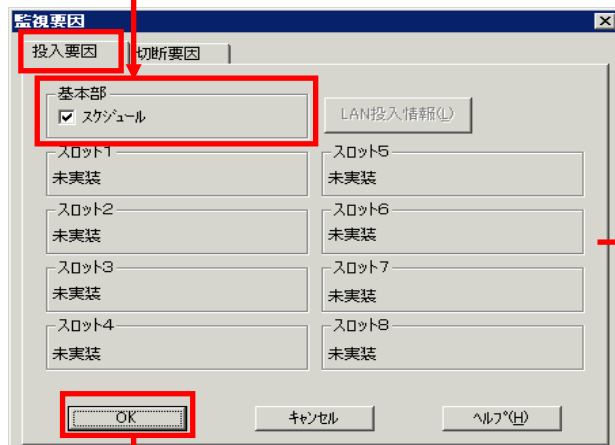 監視要因
投入要因
切断要因
基本部
スケジュール
LAN投入情報(L)
スロット1
未実装
スロット5
未実装
スロット2
未実装
スロット6
未実装
スロット3
未実装
スロット7
未実装
スロット4
未実装
スロット8
未実装
OK
キャンセル
ヘルプ(H)